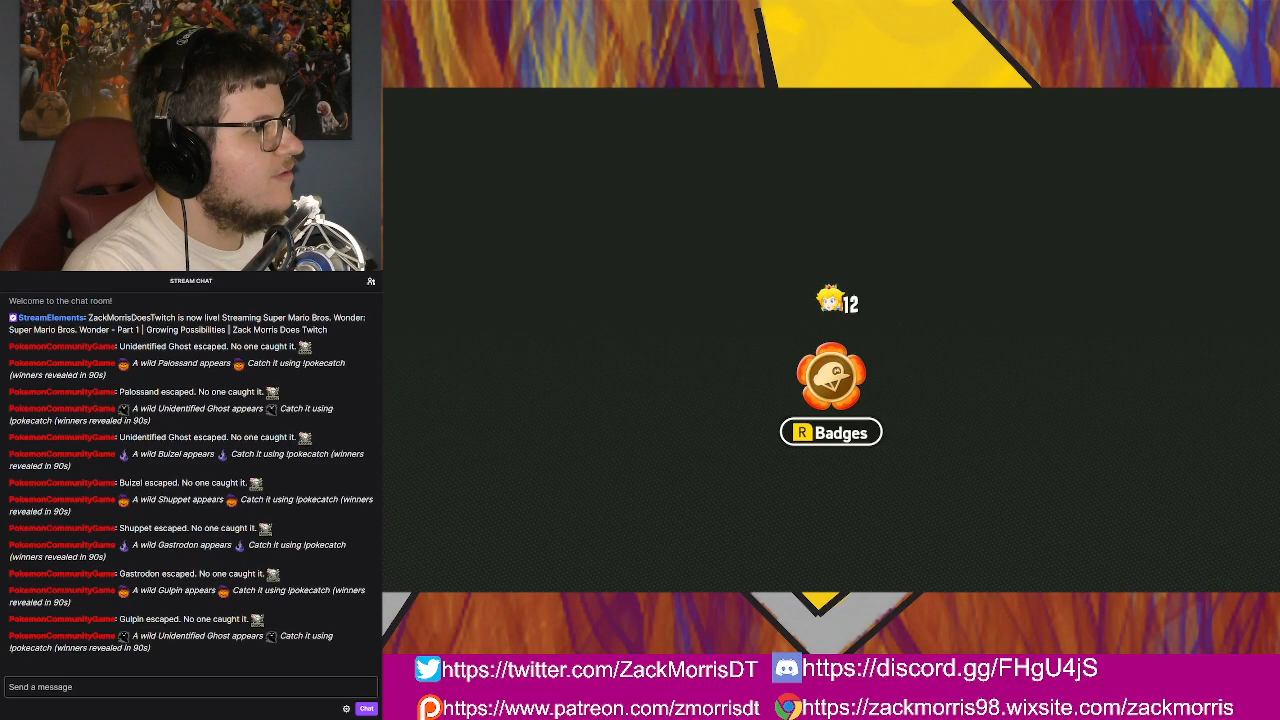 STREAM CHAT
Welcome to the chat room!
StreamElements: ZackMorrisDoesTwitch is now live! Streaming Super Mario Bros. Wonder:
Super Mario Bros. Wonder - Part 1 | Growing Possibilities | Zack Morris Does Twitch
PokemonCommunityGame: Unidentified Ghost escaped. No one caught it.
PokemonCommunityGame A wild Palossand appears Catch it using !pokecatch
(winners revealed in 90s)
PokemonCommunityGame: Palossand escaped. No one caught it.
PokemonCommunityGame A wild Unidentified Ghost appears Catch it using
!pokecatch (winners revealed in 90s)
PokemonCommunityGame: Unidentified Ghost escaped. No one caught it.
PokemonCommunityGame A wild Buizel appears Catch it using !pokecatch (winners
revealed in 90s)
PokemonCommunityGame: Buizel escaped. No one caught it.
PokemonCommunityGame A wild Shuppet appears Catch it using !pokecatch (winners
revealed in 90s)
PokemonCommunityGame: Shuppet escaped. No one caught it.
PokemonCommunityGame A wild Gastrodon appears Catch it using !pokecatch
(winners revealed in 90s)
PokemonCommunityGame: Gastrodon escaped. No one caught it.
PokemonCommunityGame A wild Gulpin appears Catch it using !pokecatch (winners
revealed in 90s)
PokemonCommunityGame: Gulpin escaped. No one caught it.
PokemonCommunityGame A wild Unidentified Ghost appears Catch it using
!pokecatch (winners revealed in 90s)
Send a message
Chat
12
R Badges
https://twitter.com/ZackMorrisDT
https://discord.gg/FHgU4jS
https://www.patreon.com/zmorrisdt
https://zackmorris98.wixsite.com/zackmorris